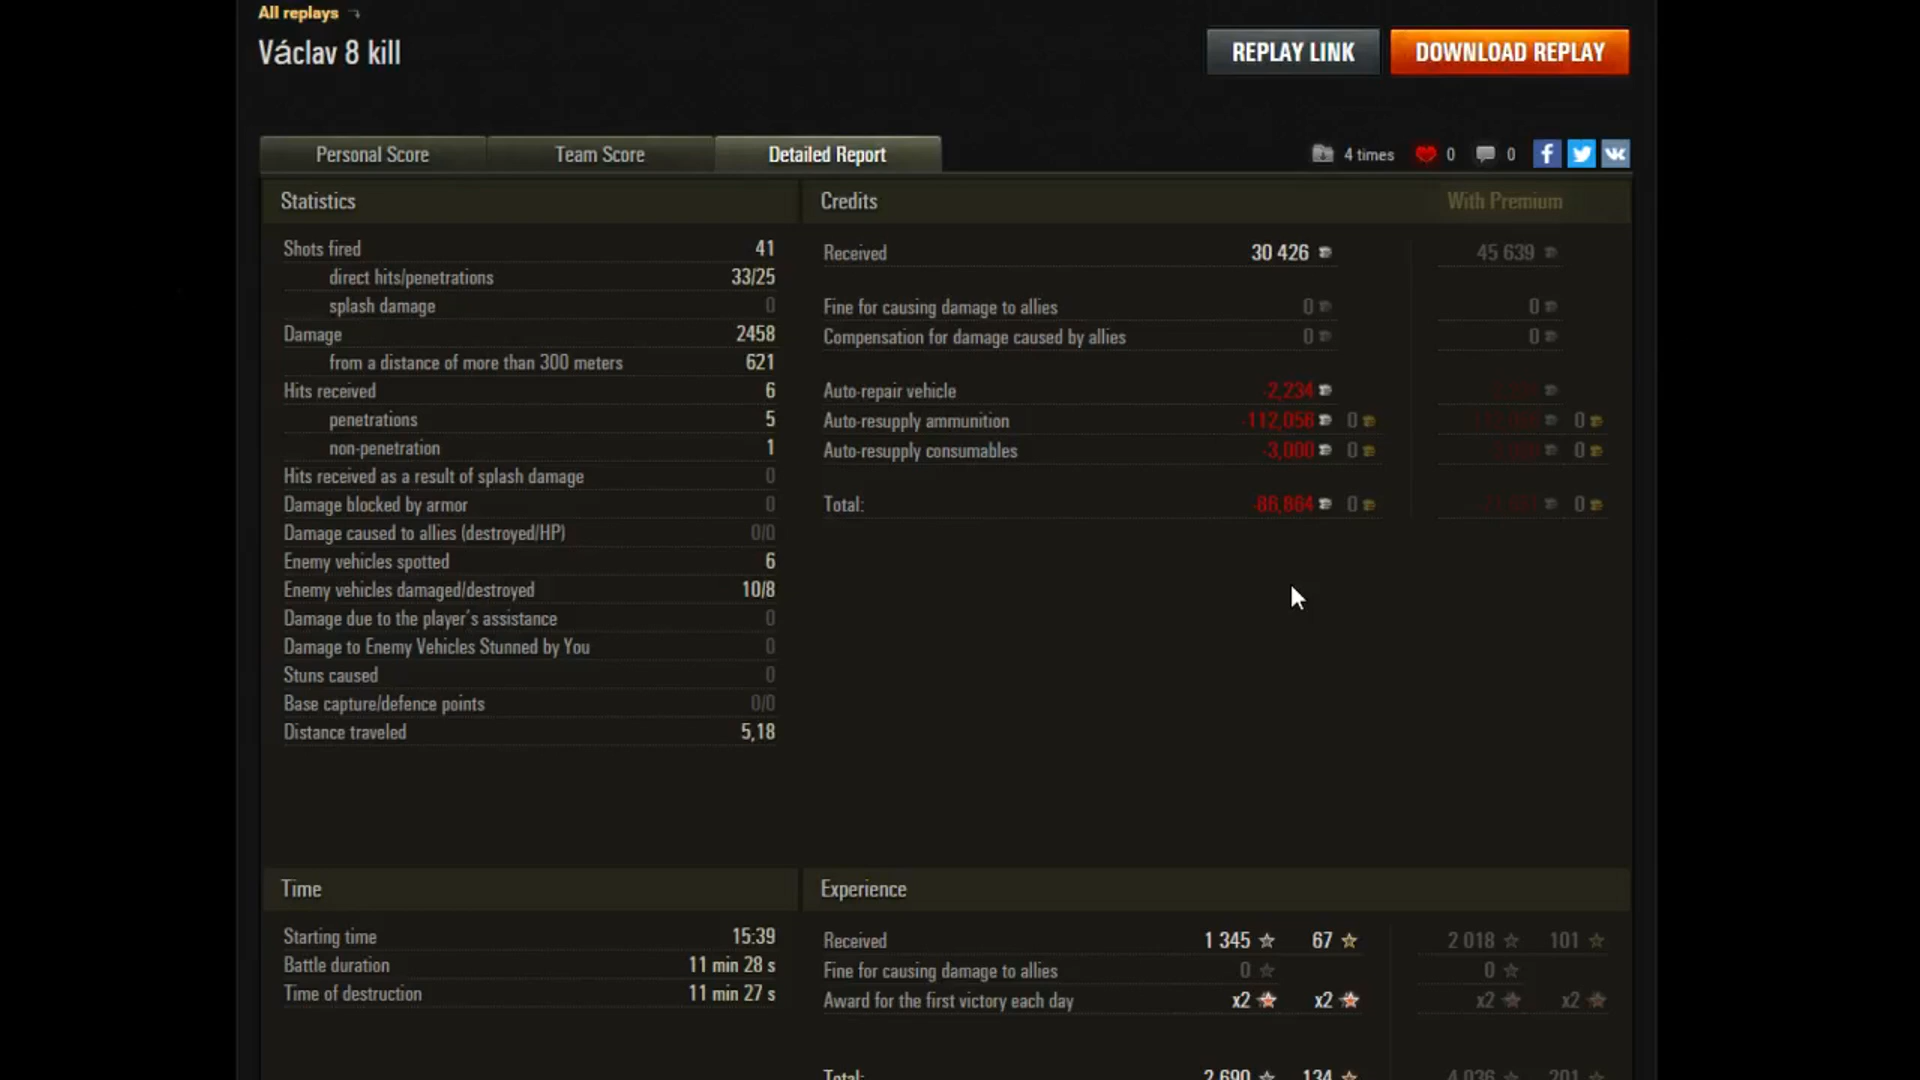 All replays
Václav 8 kill
REPLAY LINK
DOWNLOAD REPLAY
Personal Score
Team Score
Detailed Report
4 times
0
0
Statistics
Credits
With Premium
Shots fired 41
direct hits/penetrations 33/25
splash damage 0
Damage 2458
from a distance of more than 300 meters 621
Hits received 6
penetrations 5
non-penetration 1
Hits received as a result of splash damage 0
Damage blocked by armor 0
Damage caused to allies (destroyed/HP) 0/0
Enemy vehicles spotted 6
Enemy vehicles damaged/destroyed 10/8
Damage due to the player's assistance 0
Damage to Enemy Vehicles Stunned by You 0
Stuns caused 0
Base capture/defence points 0/0
Distance traveled 5,18
Received 30 426 45 639
Fine for causing damage to allies 0 0
Compensation for damage caused by allies 0 0
Auto-repair vehicle -2,234
Auto-resupply ammunition -112,056 0 0
Auto-resupply consumables -3,000 0 0
Total: -86,864 0 0
Time
Experience
Starting time 15:39
Battle duration 11 min 28 s
Time of destruction 11 min 27 s
Received 1 345 67 2 018 101
Fine for causing damage to allies 0 0
Award for the first victory each day x2 x2 x2 x2
Total: 2 690 134 4 036 201